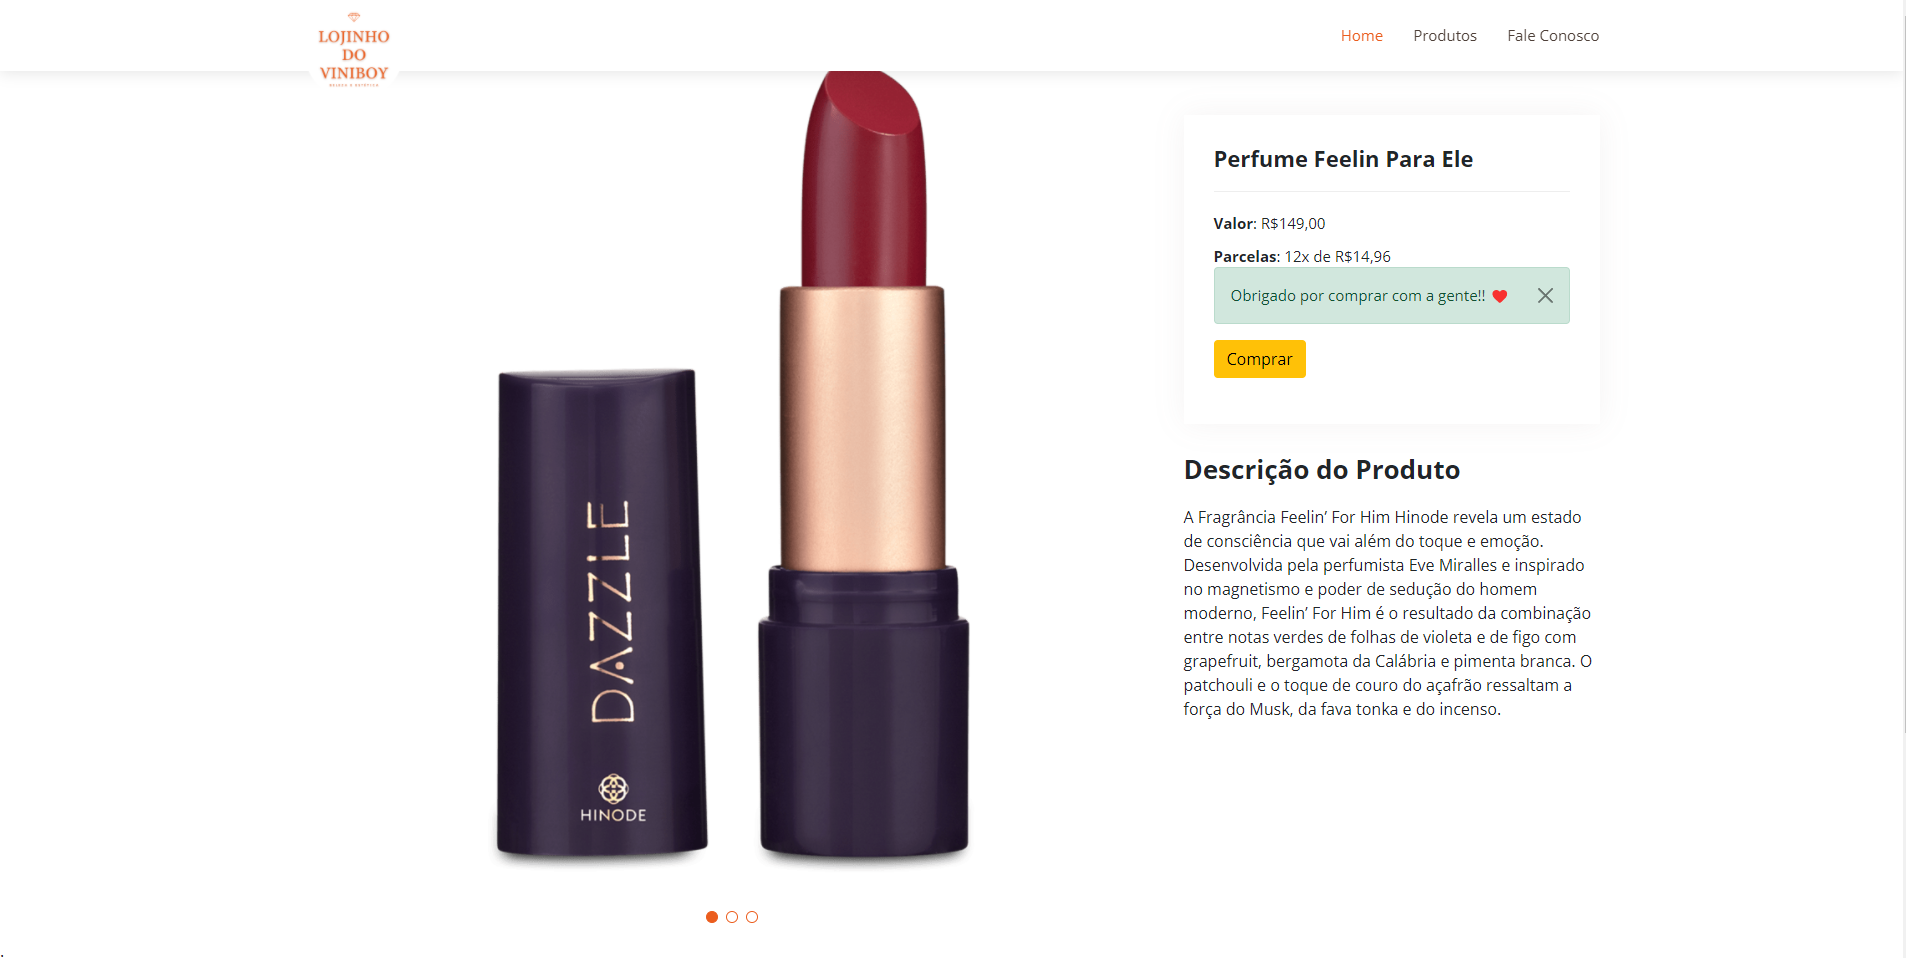 LOJINHO
DO
VINIBOY
BELEZA E ESTÉTICA
Home
Produtos
Fale Conosco
DAZZLE
HINODE
Perfume Feelin Para Ele
Valor: R$149,00
Parcelas: 12x de R$14,96
Obrigado por comprar com a gente!! ♥
Comprar
Descrição do Produto
A Fragrância Feelin’ For Him Hinode revela um estado
de consciência que vai além do toque e emoção.
Desenvolvida pela perfumista Eve Miralles e inspirado
no magnetismo e poder de sedução do homem
moderno, Feelin’ For Him é o resultado da combinação
entre notas verdes de folhas de violeta e de figo com
grapefruit, bergamota da Calábria e pimenta branca. O
patchouli e o toque de couro do açafrão ressaltam a
força do Musk, da fava tonka e do incenso.